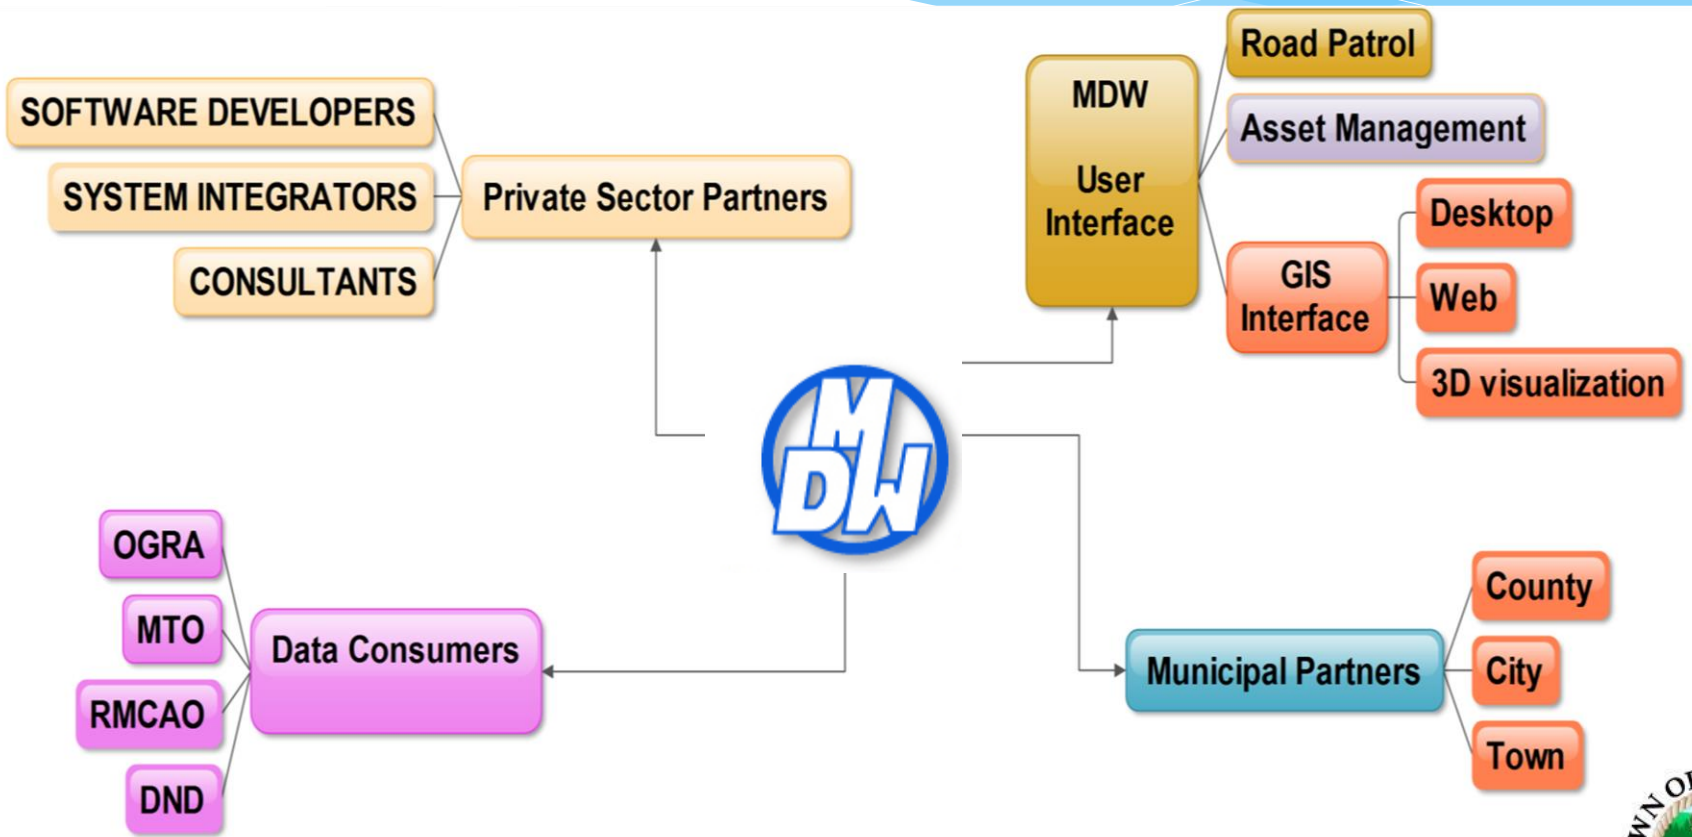 SOFTWARE DEVELOPERS
SYSTEM INTEGRATORS
CONSULTANTS
Private Sector Partners
MDW
User
Interface
Road Patrol
Asset Management
GIS
Interface
Desktop
Web
3D visualization
M
DW
OGRA
MTO
RMCAO
DND
Data Consumers
Municipal Partners
County
City
Town